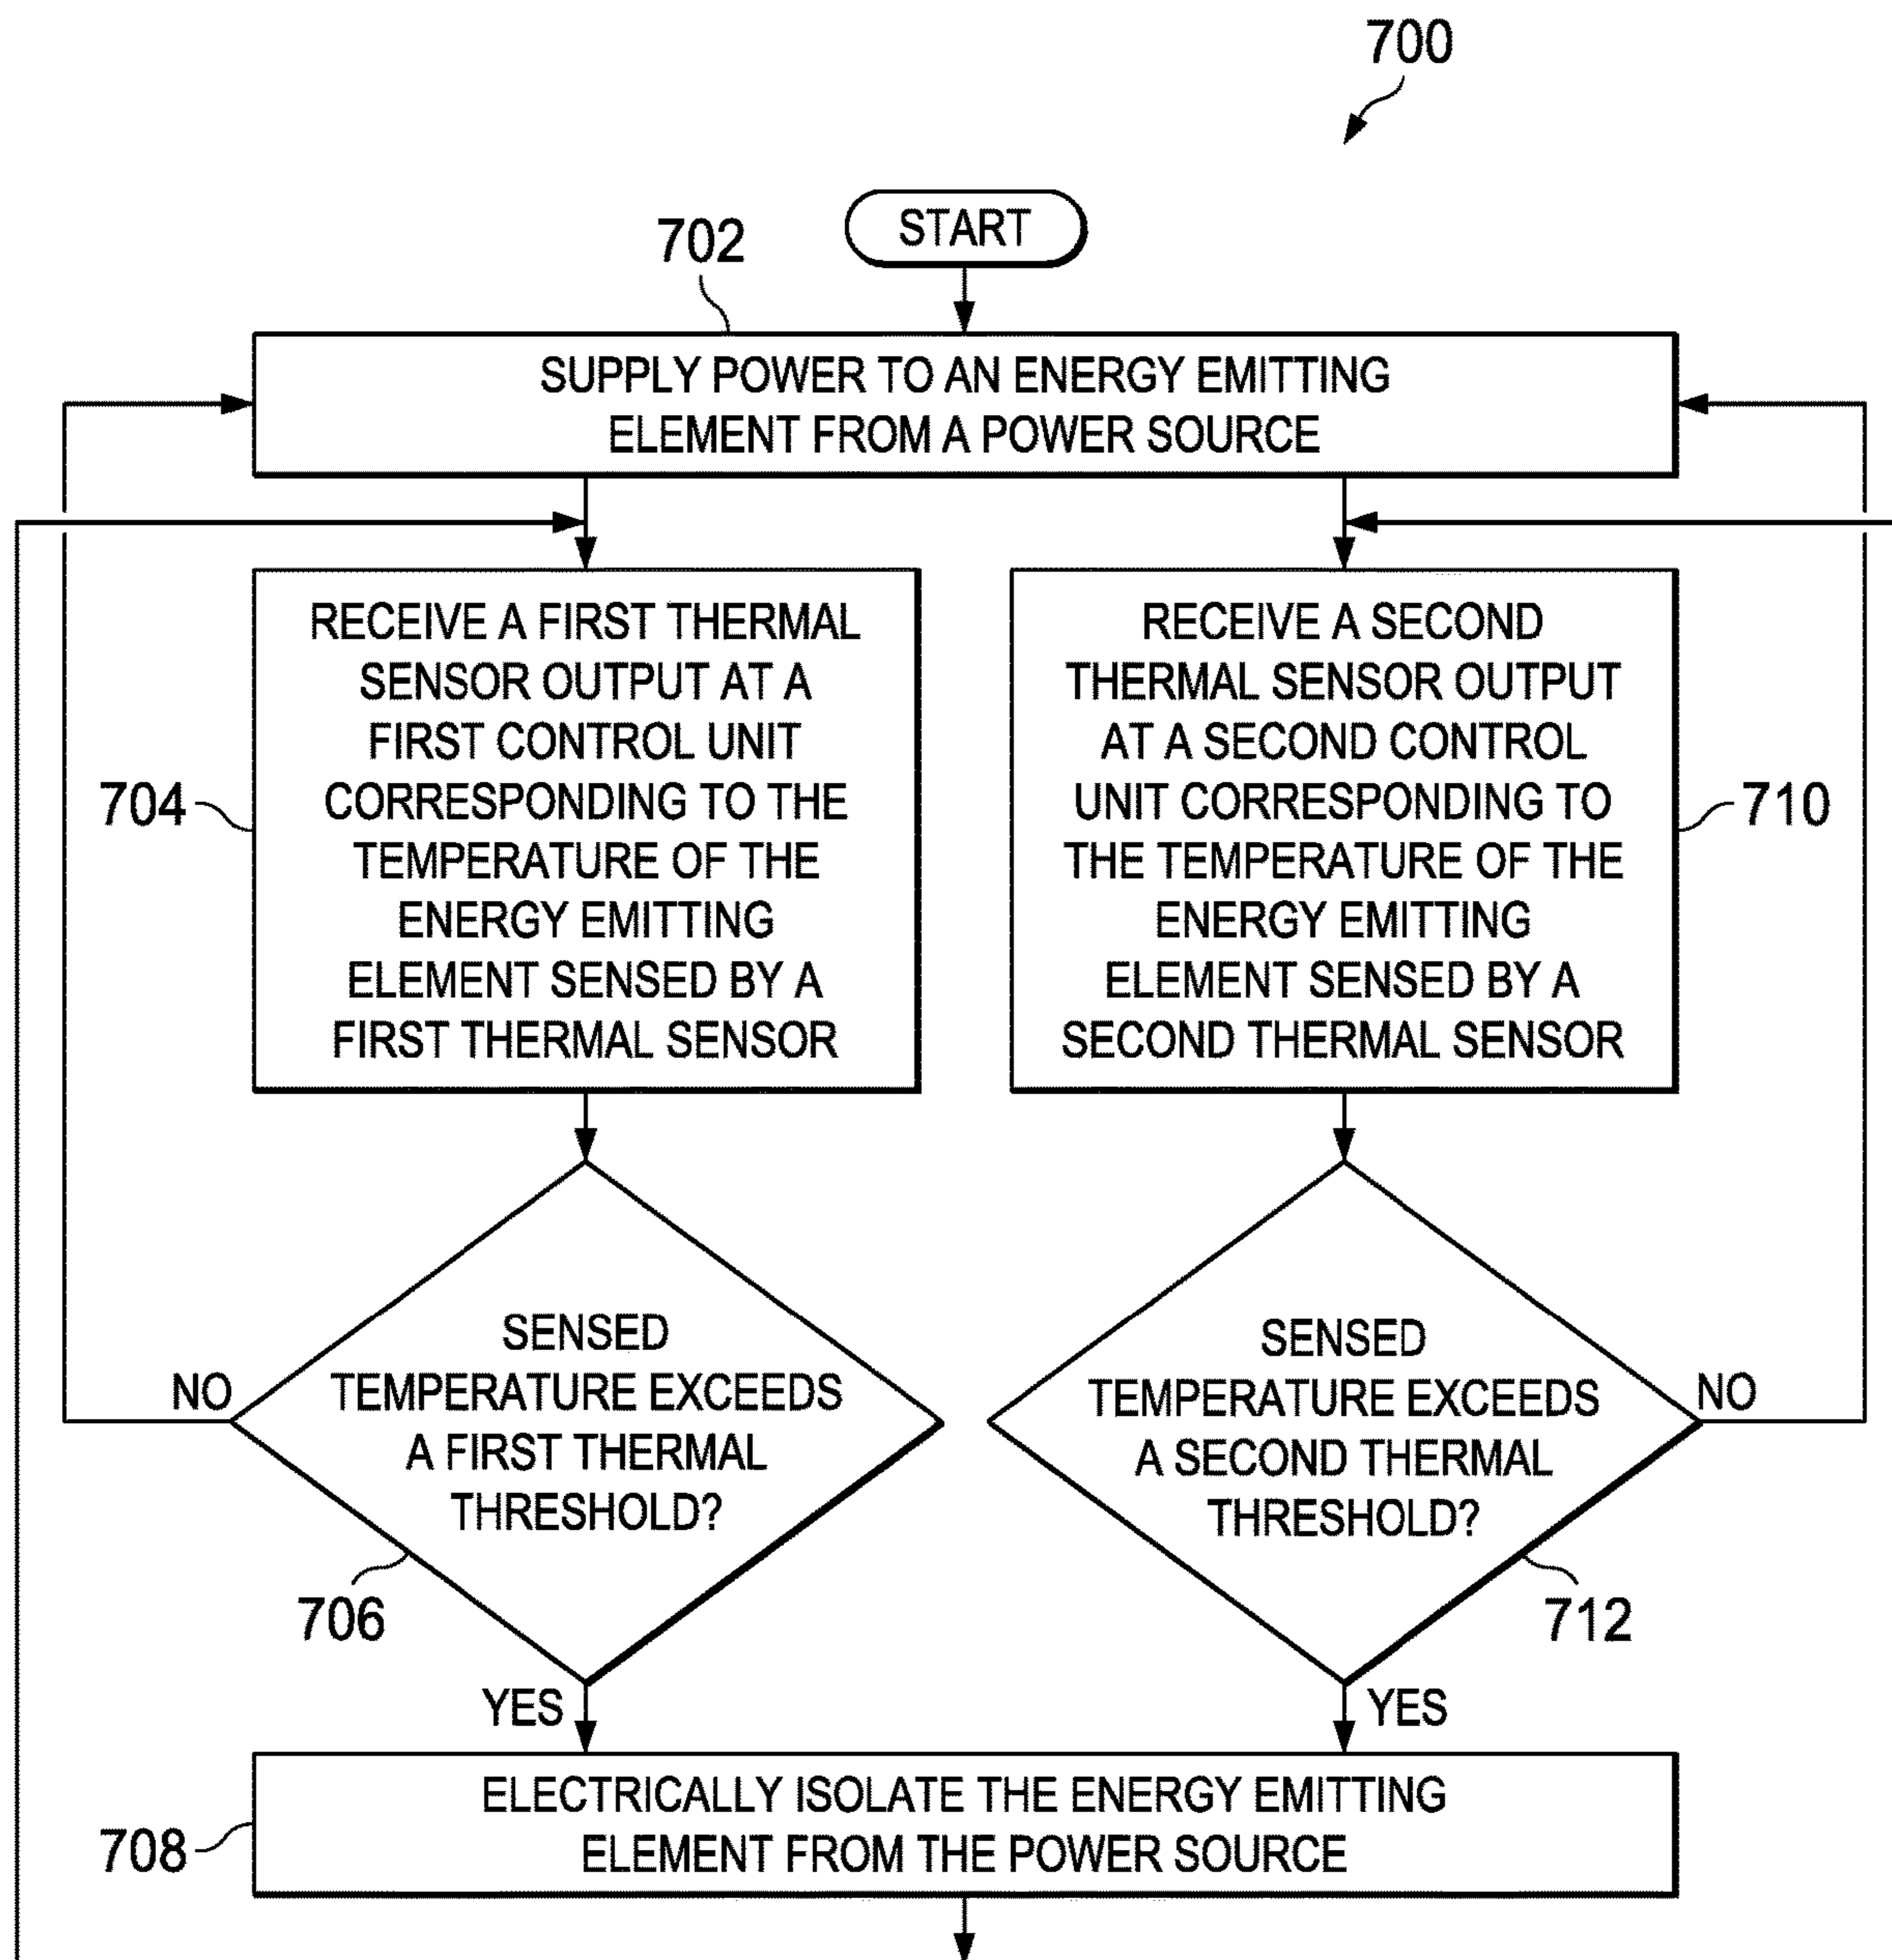 700
START
702
SUPPLY POWER TO AN ENERGY EMITTING
ELEMENT FROM A POWER SOURCE
RECEIVE A FIRST THERMAL
SENSOR OUTPUT AT A
FIRST CONTROL UNIT
CORRESPONDING TO THE
TEMPERATURE OF THE
ENERGY EMITTING
ELEMENT SENSED BY A
FIRST THERMAL SENSOR
704
RECEIVE A SECOND
THERMAL SENSOR OUTPUT
AT A SECOND CONTROL
UNIT CORRESPONDING TO
THE TEMPERATURE OF THE
ENERGY EMITTING
ELEMENT SENSED BY A
SECOND THERMAL SENSOR
710
NO
SENSED
TEMPERATURE EXCEEDS
A FIRST THERMAL
THRESHOLD?
706
YES
SENSED
TEMPERATURE EXCEEDS
A SECOND THERMAL
THRESHOLD?
NO
712
YES
708
ELECTRICALLY ISOLATE THE ENERGY EMITTING
ELEMENT FROM THE POWER SOURCE